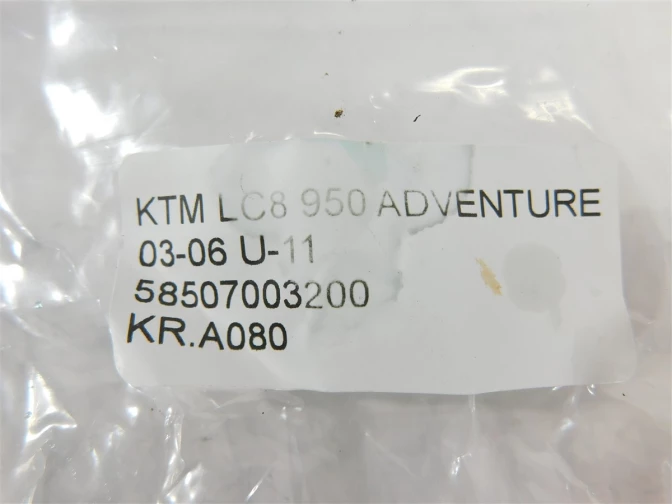 KTM LC8 950 ADVENTURE
03-06 U-11
58507003200
KR.A080